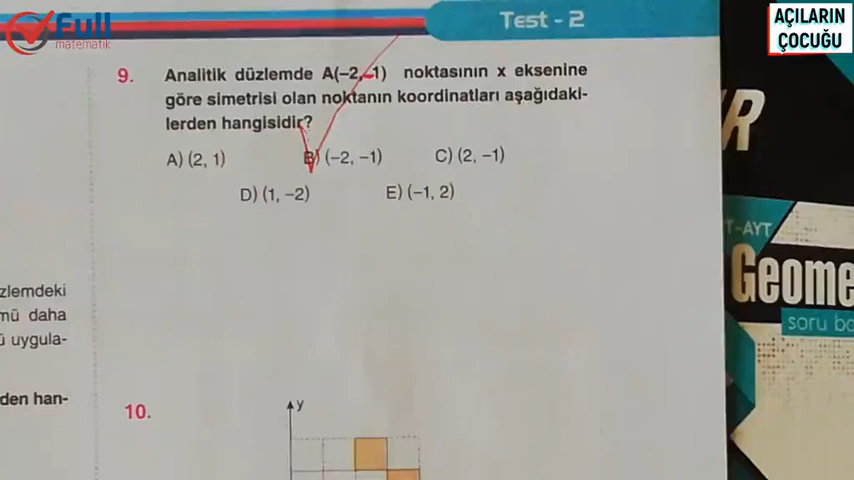 Full
matematik
Test - 2
AÇILARIN
ÇOCUĞU
9. Analitik düzlemde A(–2,–1) noktasının x eksenine
göre simetrisi olan noktanın koordinatları aşağıdaki-
lerden hangisidir?
A) (2, 1) B) (–2, –1) C) (2, –1)
D) (1, –2) E) (–1, 2)
zlemdeki
mü daha
ü uygula-
den han-
10.
y
R
T-AYT
Geome
soru ba